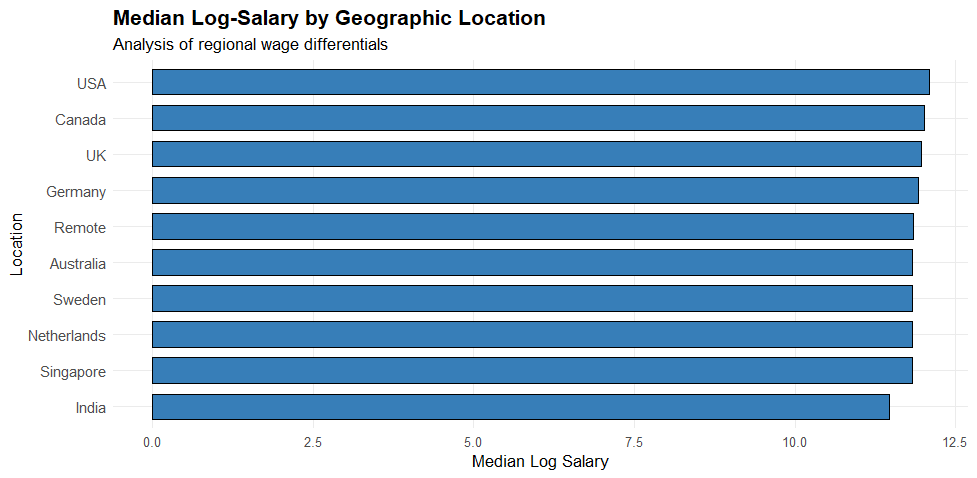 Median Log-Salary by Geographic Location
Analysis of regional wage differentials
USA
Canada
UK
Germany
Remote
Australia
Sweden
Netherlands
Singapore
India
Location
0.0 2.5 5.0 7.5 10.0 12.5
Median Log Salary